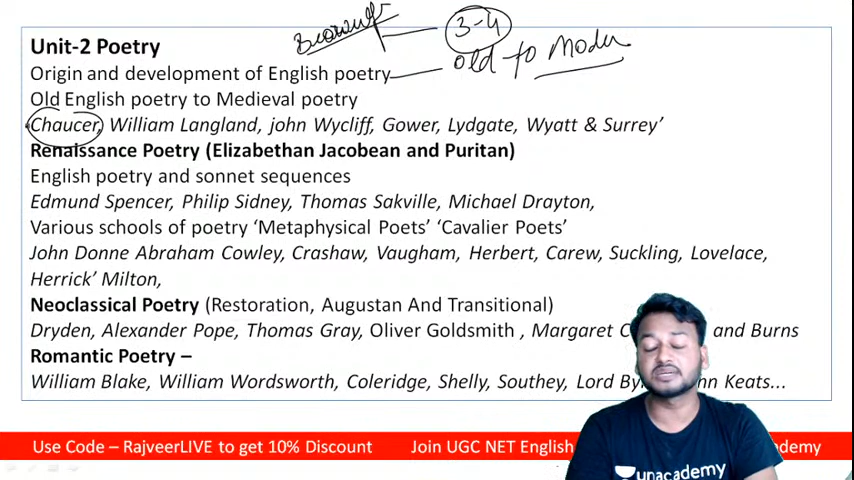 Beowulf
3-4
old to Modern
Unit-2 Poetry
Origin and development of English poetry
Old English poetry to Medieval poetry
Chaucer, William Langland, john Wycliff, Gower, Lydgate, Wyatt & Surrey’
Renaissance Poetry (Elizabethan Jacobean and Puritan)
English poetry and sonnet sequences
Edmund Spencer, Philip Sidney, Thomas Sakville, Michael Drayton,
Various schools of poetry ‘Metaphysical Poets’ ‘Cavalier Poets’
John Donne Abraham Cowley, Crashaw, Vaugham, Herbert, Carew, Suckling, Lovelace,
Herrick’ Milton,
Neoclassical Poetry (Restoration, Augustan And Transitional)
Dryden, Alexander Pope, Thomas Gray, Oliver Goldsmith , Margaret and Burns
Romantic Poetry –
William Blake, William Wordsworth, Coleridge, Shelly, Southey, Lord Keats...
Use Code – RajveerLIVE to get 10% Discount Join UGC NET English
unacademy